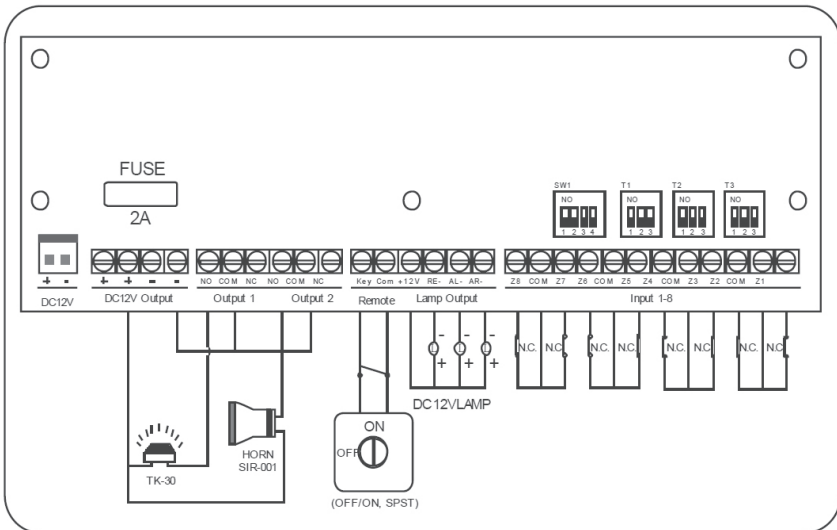 FUSE
2A
SW1
NO
1 2 3 4
T1
NO
1 2 3
T2
NO
1 2 3
T3
NO
1 2 3
+ -
DC12V
+ + - -
DC12V Output
NO COM NC NO COM NC
Output 1
Output 2
Key Com +12V RE- AL- AR-
Remote
Lamp Output
Z8 COM Z7 Z6 COM Z5 Z4 COM Z3 Z2 COM Z1
Input 1-8
N.C. N.C. N.C. N.C. N.C. N.C. N.C. N.C
L - +
L - +
L - +
DC12VLAMP
HORN
SIR-001
TK-30
ON
OFF
(OFF/ON, SPST)